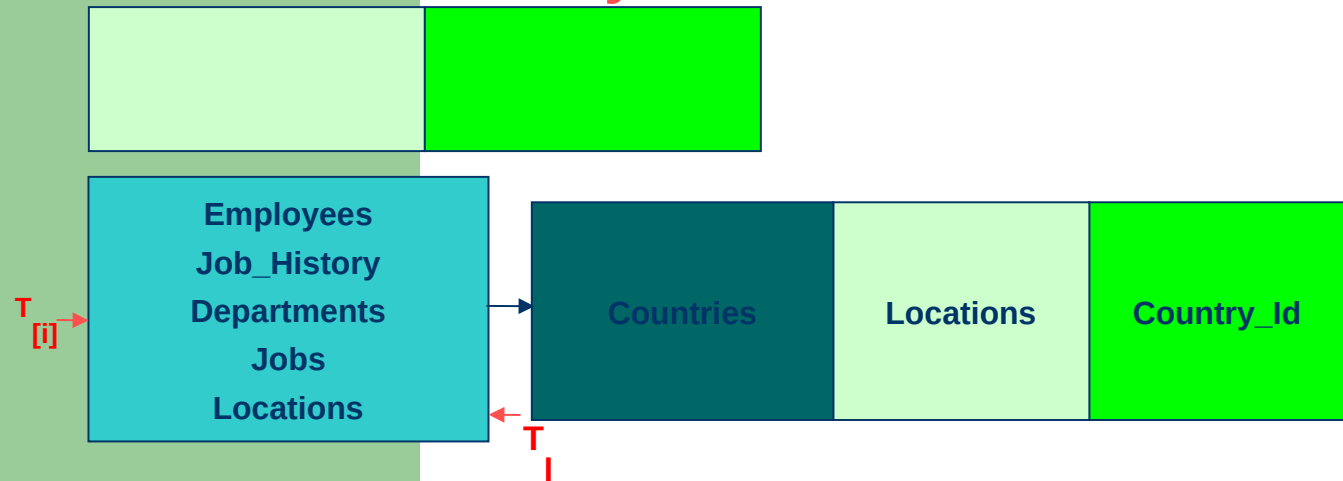 Employees
Job_History
Departments
Jobs
Locations
T
[i]
Countries
Locations
Country_Id
T